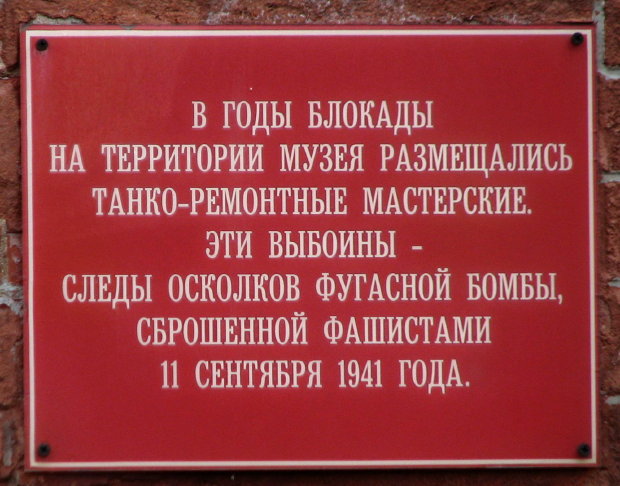 В ГОДЫ БЛОКАДЫ
НА ТЕРРИТОРИИ МУЗЕЯ РАЗМЕЩАЛИСЬ
ТАНКО-РЕМОНТНЫЕ МАСТЕРСКИЕ.
ЭТИ ВЫБОИНЫ -
СЛЕДЫ ОСКОЛКОВ ФУГАСНОЙ БОМБЫ,
СБРОШЕННОЙ ФАШИСТАМИ
11 СЕНТЯБРЯ 1941 ГОДА.